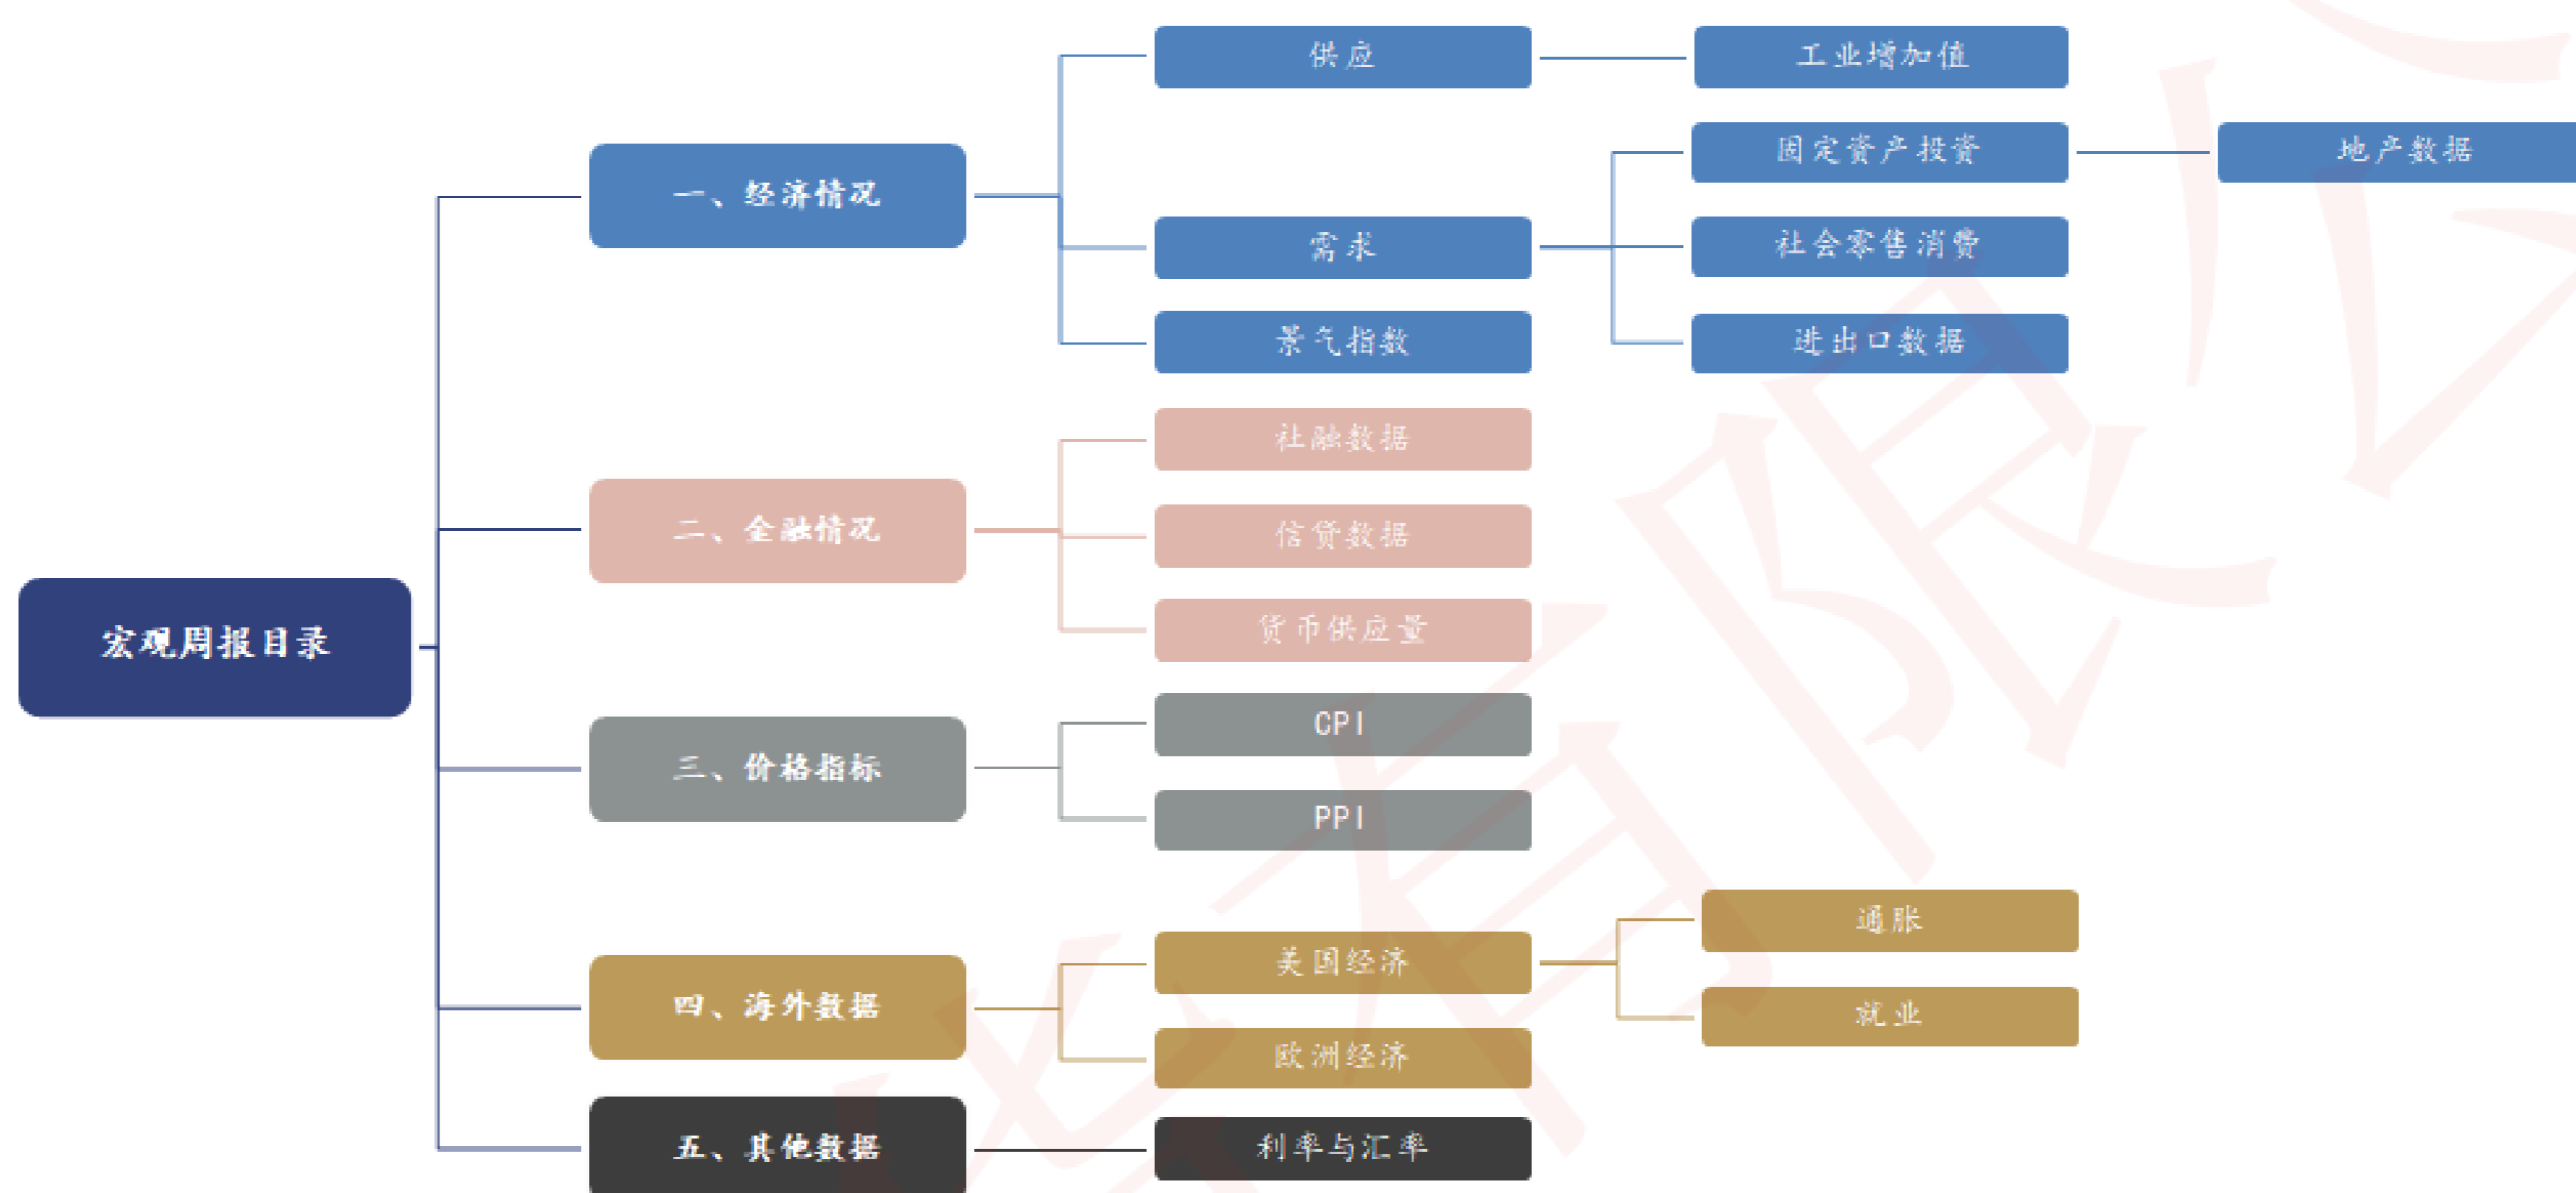 宏观周报目录
一、经济情况
供应
工业增加值
需求
固定资产投资
地产数据
社会零售消费
进出口数据
景气指数
二、金融情况
社融数据
信贷数据
货币供应量
三、价格指标
CPI
PPI
四、海外数据
美国经济
通胀
就业
欧洲经济
五、其他数据
利率与汇率
有限公